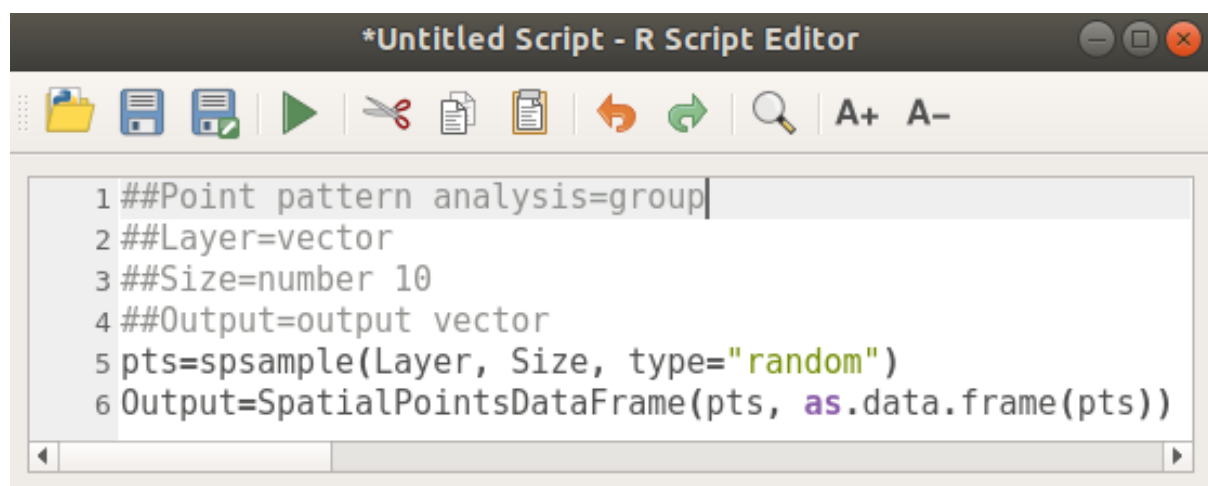 *Untitled Script - R Script Editor
A+ A-
1 ##Point pattern analysis=group
2 ##Layer=vector
3 ##Size=number 10
4 ##Output=output vector
5 pts=spsample(Layer, Size, type="random")
6 Output=SpatialPointsDataFrame(pts, as.data.frame(pts))